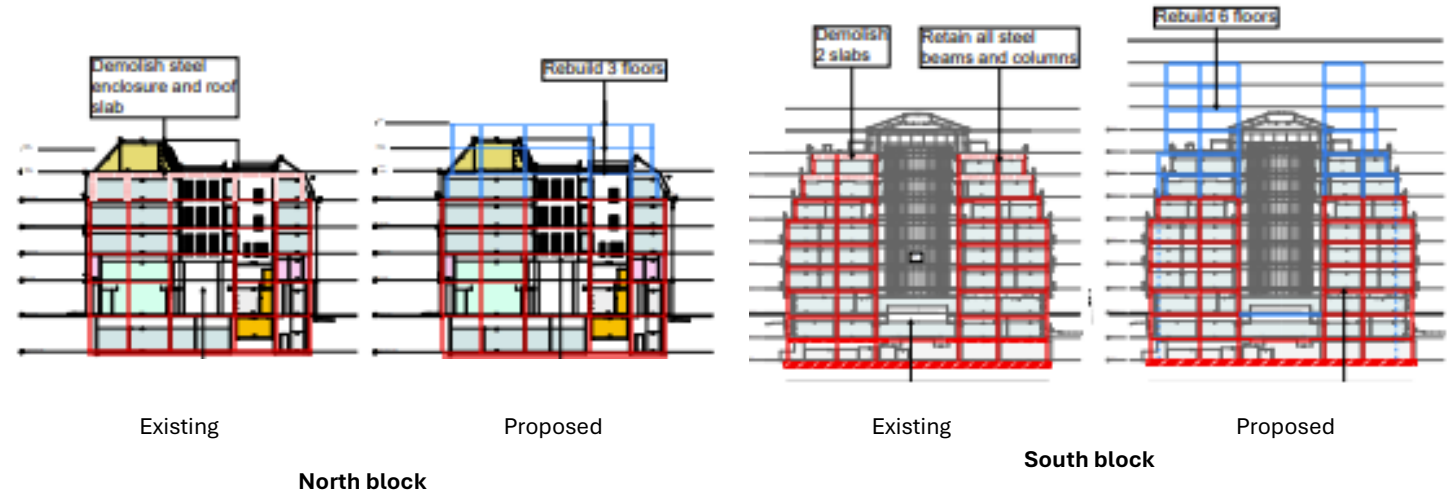 Demolish steel
enclosure and roof
slab
Rebuild 3 floors
Demolish
2 slabs
Retain all steel
beams and columns
Rebuild 6 floors
Existing
Proposed
Existing
Proposed
North block
South block